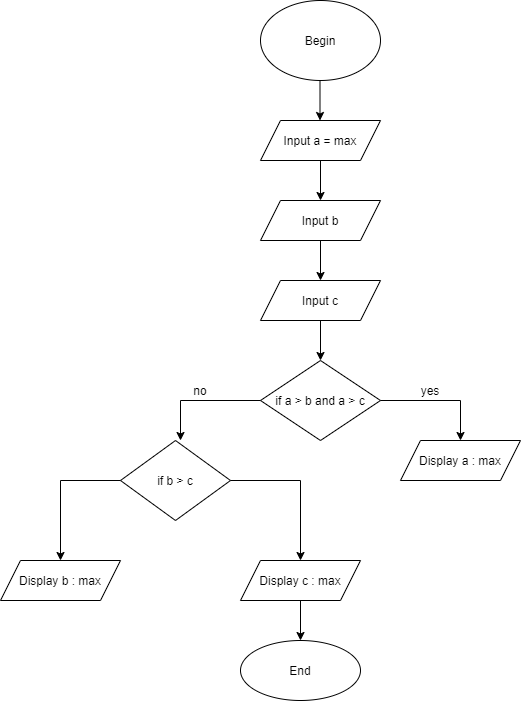 Begin
Input a = max
Input b
Input c
if a > b and a > c
no
yes
Display a : max
if b > c
Display b : max
Display c : max
End